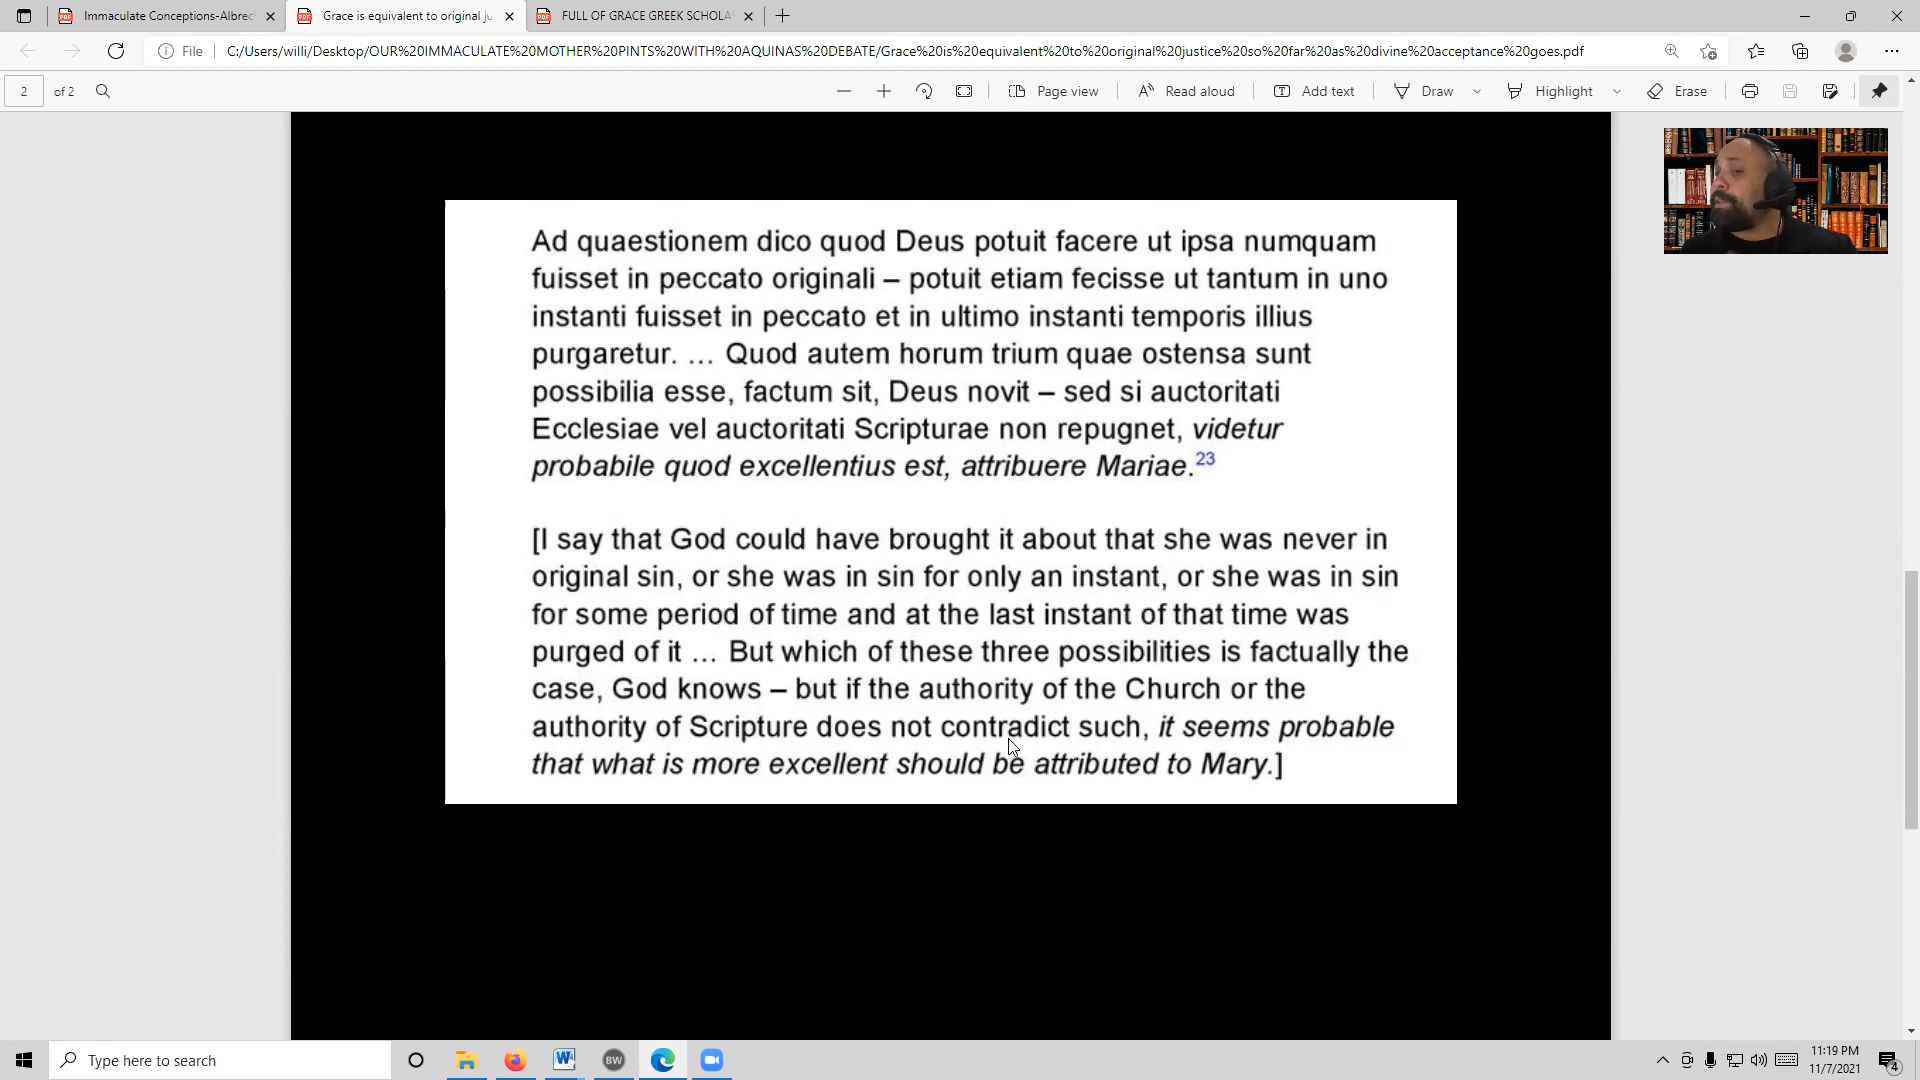 Immaculate Conceptions-Albrec
Grace is equivalent to original ju
FULL OF GRACE GREEK SCHOLA
File
C:/Users/willi/Desktop/OUR%20IMMACULATE%20MOTHER%20PINTS%20WITH%20AQUINAS%20DEBATE/Grace%20is%20equivalent%20to%20original%20justice%20so%20far%20as%20divine%20acceptance%20goes.pdf
2 of 2
Page view
Read aloud
Add text
Draw
Highlight
Erase
Ad quaestionem dico quod Deus potuit facere ut ipsa numquam
fuisset in peccato originali – potuit etiam fecisse ut tantum in uno
instanti fuisset in peccato et in ultimo instanti temporis illius
purgaretur. … Quod autem horum trium quae ostensa sunt
possibilia esse, factum sit, Deus novit – sed si auctoritati
Ecclesiae vel auctoritati Scripturae non repugnet, videtur
probabile quod excellentius est, attribuere Mariae.23
[I say that God could have brought it about that she was never in
original sin, or she was in sin for only an instant, or she was in sin
for some period of time and at the last instant of that time was
purged of it … But which of these three possibilities is factually the
case, God knows – but if the authority of the Church or the
authority of Scripture does not contradict such, it seems probable
that what is more excellent should be attributed to Mary.]
Type here to search
BW
11:19 PM
11/7/2021
4